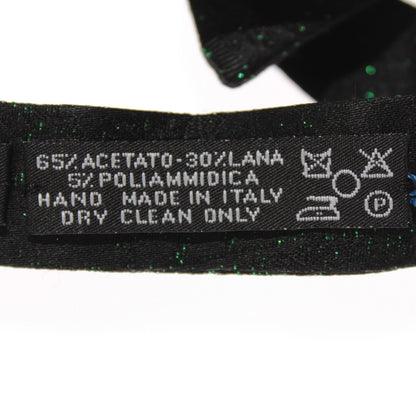 65% ACETATO-30% LANA
5% POLIAMMIDICA
HAND MADE IN ITALY
DRY CLEAN ONLY
P